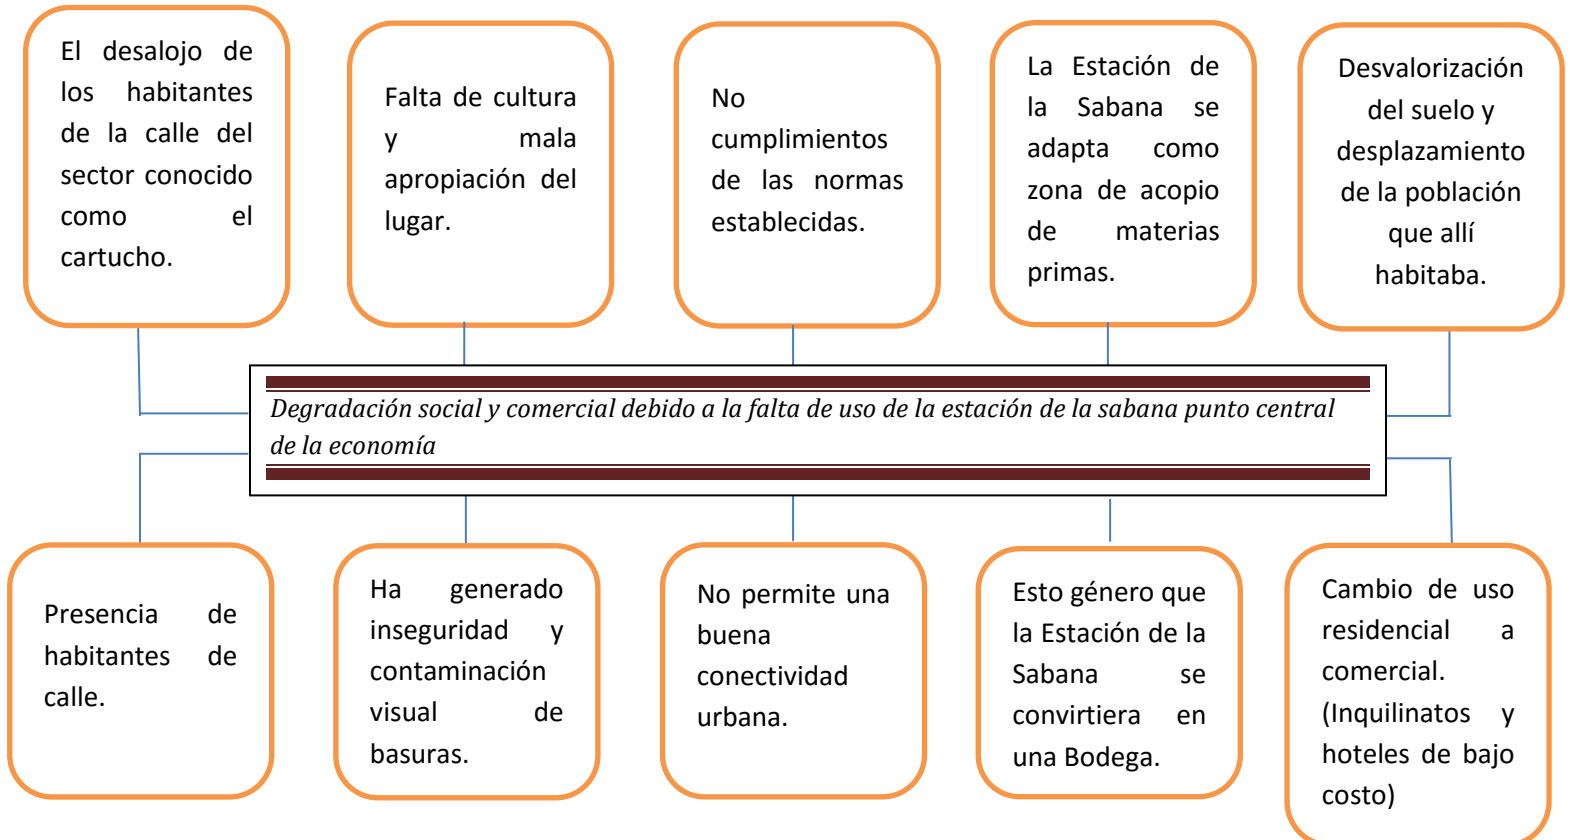 El desalojo de
los habitantes
de la calle del
sector conocido
como el
cartucho.
Falta de cultura
y mala
apropiación del
lugar.
No
cumplimientos
de las normas
establecidas.
La Estación de
la Sabana se
adapta como
zona de acopio
de materias
primas.
Desvalorización
del suelo y
desplazamiento
de la población
que allí
habitaba.
Degradación social y comercial debido a la falta de uso de la estación de la sabana punto central
de la economía
Presencia de
habitantes de
calle.
Ha generado
inseguridad y
contaminación
visual de
basuras.
No permite una
buena
conectividad
urbana.
Esto género que
la Estación de la
Sabana se
convirtiera en
una Bodega.
Cambio de uso
residencial a
comercial.
(Inquilinatos y
hoteles de bajo
costo)